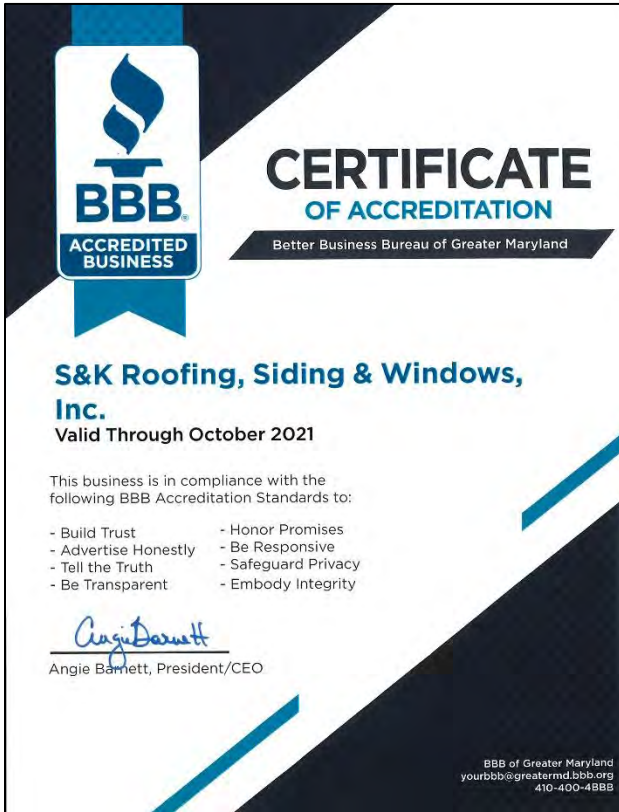 BBB.
ACCREDITED
BUSINESS
CERTIFICATE
OF ACCREDITATION
Better Business Bureau of Greater Maryland
S&K Roofing, Siding & Windows,
Inc.
Valid Through October 2021
This business is in compliance with the
following BBB Accreditation Standards to:
- Build Trust
- Advertise Honestly
- Tell the Truth
- Be Transparent
- Honor Promises
- Be Responsive
- Safeguard Privacy
- Embody Integrity
Angie Barnett
Angie Barnett, President/CEO
BBB of Greater Maryland
yourbbb@greatermd.bbb.org
410-400-4BBB